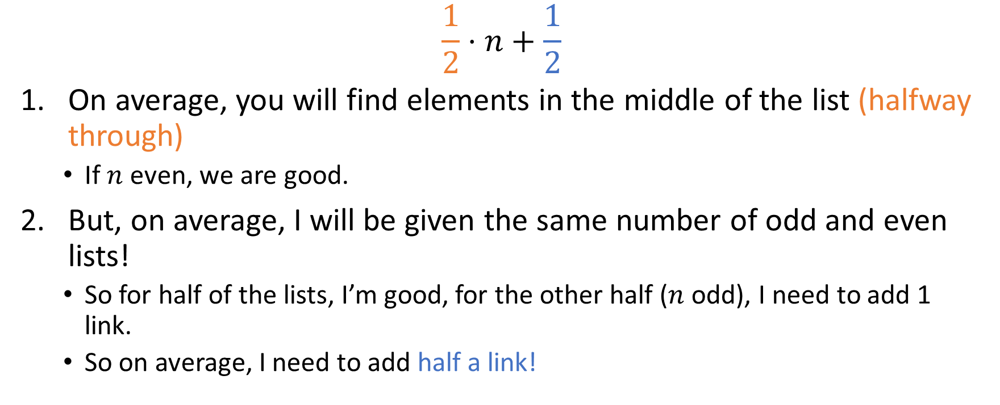 1/2 · n + 1/2
1. On average, you will find elements in the middle of the list (halfway
through)
• If n even, we are good.
2. But, on average, I will be given the same number of odd and even
lists!
• So for half of the lists, I’m good, for the other half (n odd), I need to add 1
link.
• So on average, I need to add half a link!